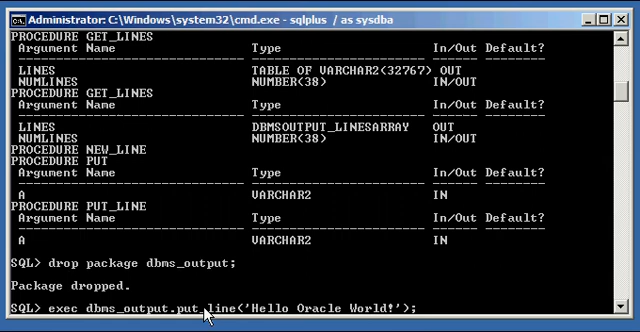 Administrator: C:\Windows\system32\cmd.exe - sqlplus / as sysdba
PROCEDURE GET_LINES
Argument Name Type In/Out Default?
------------------------------ ----------------------- ------ --------
LINES TABLE OF VARCHAR2(32767) OUT
NUMLINES NUMBER(38) IN/OUT
PROCEDURE GET_LINES
Argument Name Type In/Out Default?
------------------------------ ----------------------- ------ --------
LINES DBMSOUTPUT_LINESARRAY OUT
NUMLINES NUMBER(38) IN/OUT
PROCEDURE NEW_LINE
PROCEDURE PUT
Argument Name Type In/Out Default?
------------------------------ ----------------------- ------ --------
A VARCHAR2 IN
PROCEDURE PUT_LINE
Argument Name Type In/Out Default?
------------------------------ ----------------------- ------ --------
A VARCHAR2 IN
SQL> drop package dbms_output;
Package dropped.
SQL> exec dbms_output.put_line('Hello Oracle World!');